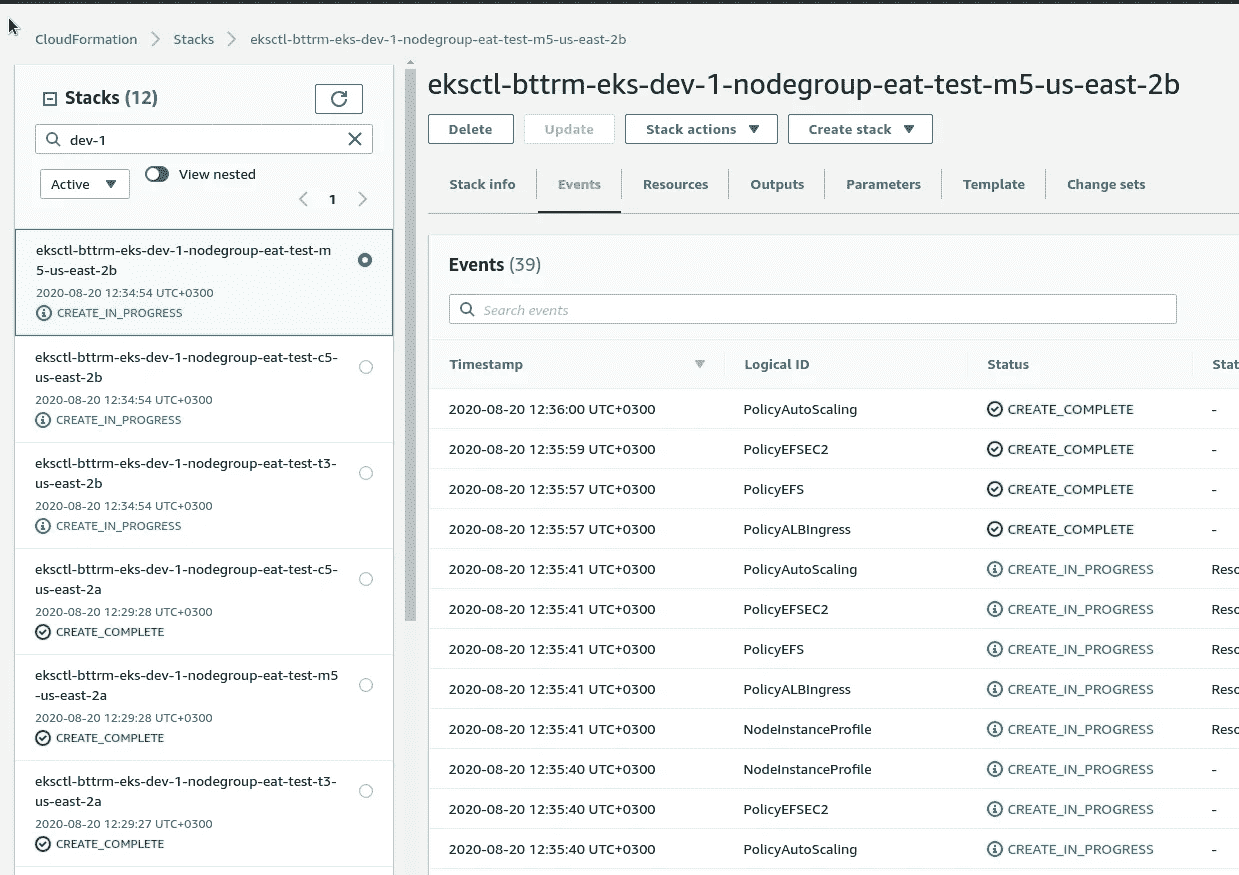 CloudFormation > Stacks > eksctl-bttrm-eks-dev-1-nodegroup-eat-test-m5-us-east-2b
Stacks (12)
dev-1
Active
View nested
1
eksctl-bttrm-eks-dev-1-nodegroup-eat-test-m
5-us-east-2b
2020-08-20 12:34:54 UTC+0300
CREATE_IN_PROGRESS
eksctl-bttrm-eks-dev-1-nodegroup-eat-test-c5-
us-east-2b
2020-08-20 12:34:54 UTC+0300
CREATE_IN_PROGRESS
eksctl-bttrm-eks-dev-1-nodegroup-eat-test-t3-
us-east-2b
2020-08-20 12:34:54 UTC+0300
CREATE_IN_PROGRESS
eksctl-bttrm-eks-dev-1-nodegroup-eat-test-c5-
us-east-2a
2020-08-20 12:29:28 UTC+0300
CREATE_COMPLETE
eksctl-bttrm-eks-dev-1-nodegroup-eat-test-m5
-us-east-2a
2020-08-20 12:29:28 UTC+0300
CREATE_COMPLETE
eksctl-bttrm-eks-dev-1-nodegroup-eat-test-t3-
us-east-2a
2020-08-20 12:29:27 UTC+0300
CREATE_COMPLETE
eksctl-bttrm-eks-dev-1-nodegroup-eat-test-m5-us-east-2b
Delete Update Stack actions Create stack
Stack info Events Resources Outputs Parameters Template Change sets
Events (39)
Search events
Timestamp Logical ID Status Stat
2020-08-20 12:36:00 UTC+0300 PolicyAutoScaling CREATE_COMPLETE -
2020-08-20 12:35:59 UTC+0300 PolicyEFSEC2 CREATE_COMPLETE -
2020-08-20 12:35:57 UTC+0300 PolicyEFS CREATE_COMPLETE -
2020-08-20 12:35:57 UTC+0300 PolicyALBIngress CREATE_COMPLETE -
2020-08-20 12:35:41 UTC+0300 PolicyAutoScaling CREATE_IN_PROGRESS Reso
2020-08-20 12:35:41 UTC+0300 PolicyEFSEC2 CREATE_IN_PROGRESS Reso
2020-08-20 12:35:41 UTC+0300 PolicyEFS CREATE_IN_PROGRESS Reso
2020-08-20 12:35:41 UTC+0300 PolicyALBIngress CREATE_IN_PROGRESS Reso
2020-08-20 12:35:41 UTC+0300 NodeInstanceProfile CREATE_IN_PROGRESS Reso
2020-08-20 12:35:40 UTC+0300 NodeInstanceProfile CREATE_IN_PROGRESS -
2020-08-20 12:35:40 UTC+0300 PolicyEFSEC2 CREATE_IN_PROGRESS -
2020-08-20 12:35:40 UTC+0300 PolicyAutoScaling CREATE_IN_PROGRESS -